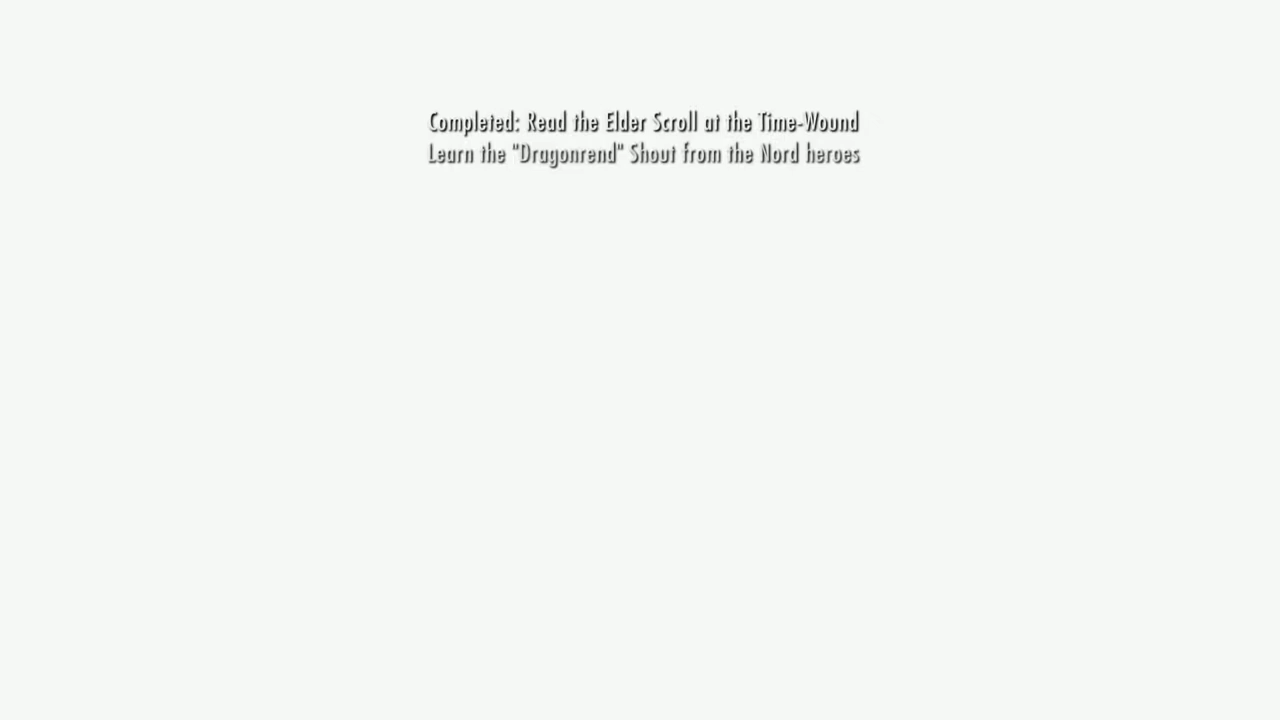 Completed: Read the Elder Scroll at the Time-Wound
Learn the "Dragonrend" Shout from the Nord heroes